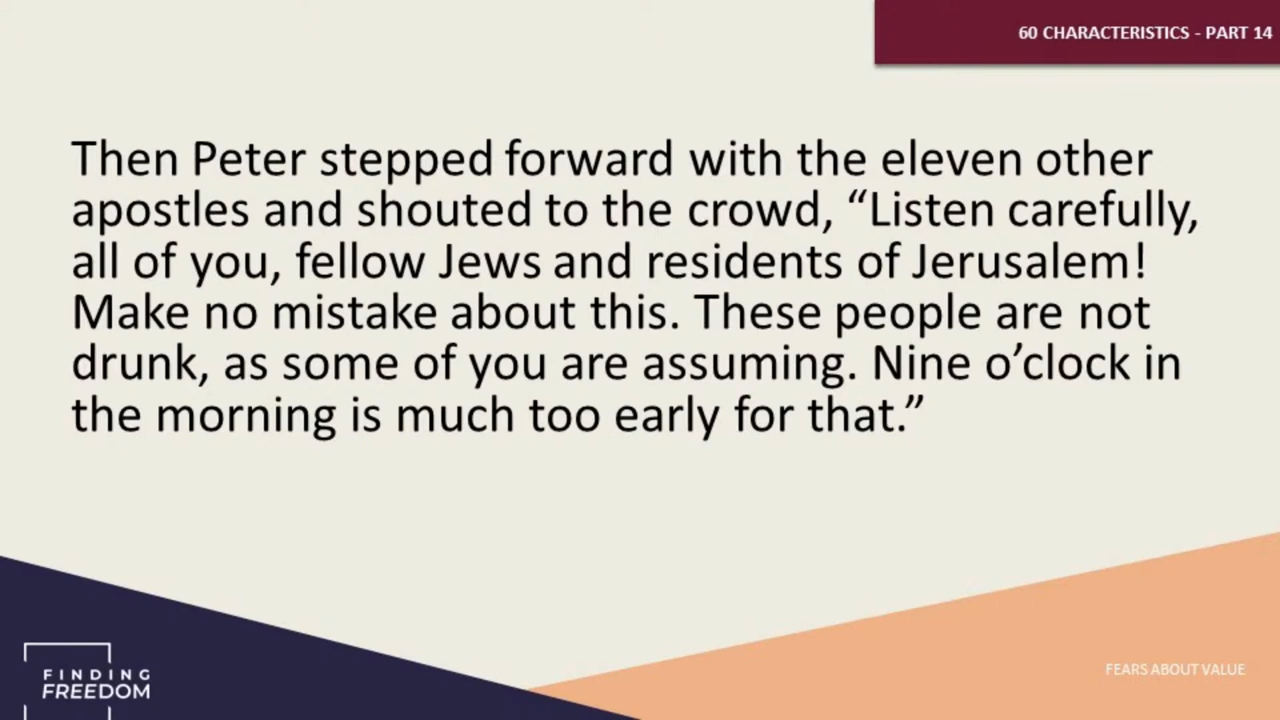 60 CHARACTERISTICS - PART 14
Then Peter stepped forward with the eleven other
apostles and shouted to the crowd, “Listen carefully,
all of you, fellow Jews and residents of Jerusalem!
Make no mistake about this. These people are not
drunk, as some of you are assuming. Nine o’clock in
the morning is much too early for that.”
FINDING
FREEDOM
FEARS ABOUT VALUE